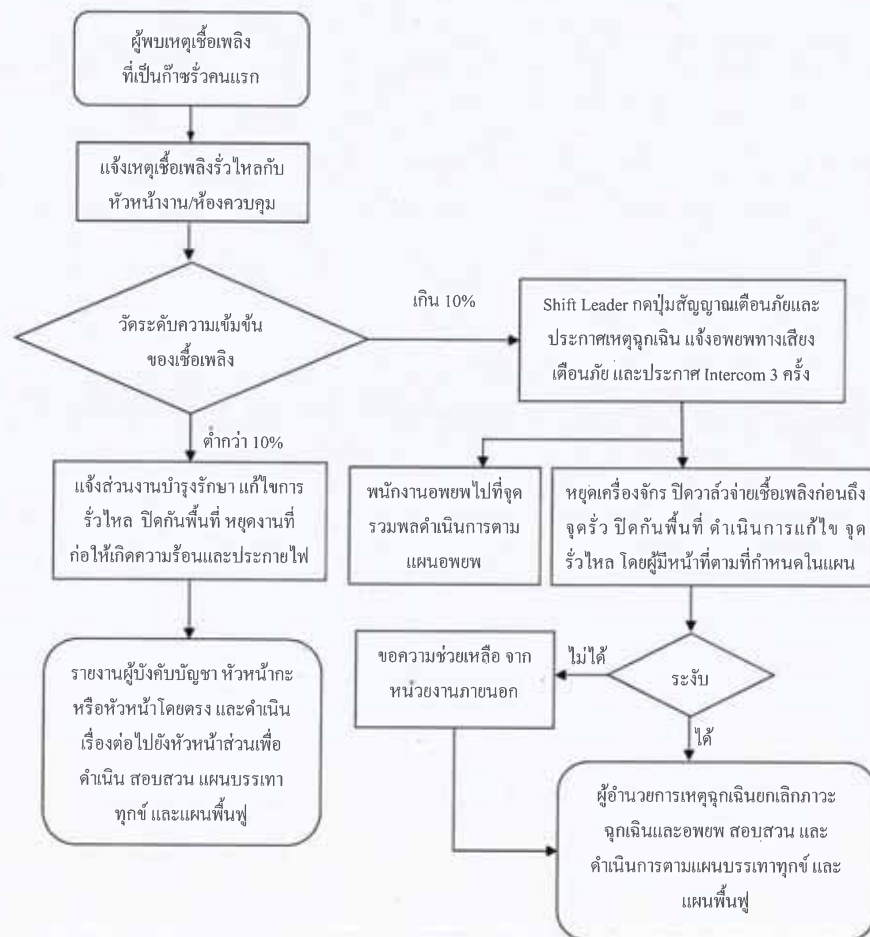 ผู้พบเหตุเชื้อเพลิง
ที่เป็นก๊าซรั่วคนแรก
แจ้งเหตุเชื้อเพลิงรั่วไหลกับ
หัวหน้างาน/ห้องควบคุม
วัดระดับความเข้มข้น
ของเชื้อเพลิง
เกิน 10%
Shift Leader กดปุ่มสัญญาณเตือนภัยและ
ประกาศเหตุฉุกเฉิน แจ้งอพยพทางเสียง
เตือนภัย และประกาศ Intercom 3 ครั้ง
ต่ำกว่า 10%
แจ้งส่วนงานบำรุงรักษา แก้ไขการ
รั่วไหล ปิดกั้นพื้นที่ หยุดงานที่
ก่อให้เกิดความร้อนและประกายไฟ
พนักงานอพยพไปที่จุด
รวมพลดำเนินการตาม
แผนอพยพ
หยุดเครื่องจักร ปิดวาล์วจ่ายเชื้อเพลิงก่อนถึง
จุดรั่ว ปิดกั้นพื้นที่ ดำเนินการแก้ไข จุด
รั่วไหล โดยผู้มีหน้าที่ตามที่กำหนดในแผน
รายงานผู้บังคับบัญชา หัวหน้ากะ
หรือหัวหน้าโดยตรง และดำเนิน
เรื่องต่อไปยังหัวหน้าส่วนเพื่อ
ดำเนิน สอบสวน แผนบรรเทา
ทุกข์ และแผนฟื้นฟู
ขอความช่วยเหลือ จาก
หน่วยงานภายนอก
ไม่ได้
ระงับ
ได้
ผู้อำนวยการเหตุฉุกเฉินยกเลิกภาวะ
ฉุกเฉินและอพยพ สอบสวน และ
ดำเนินการตามแผนบรรเทาทุกข์ และ
แผนฟื้นฟู